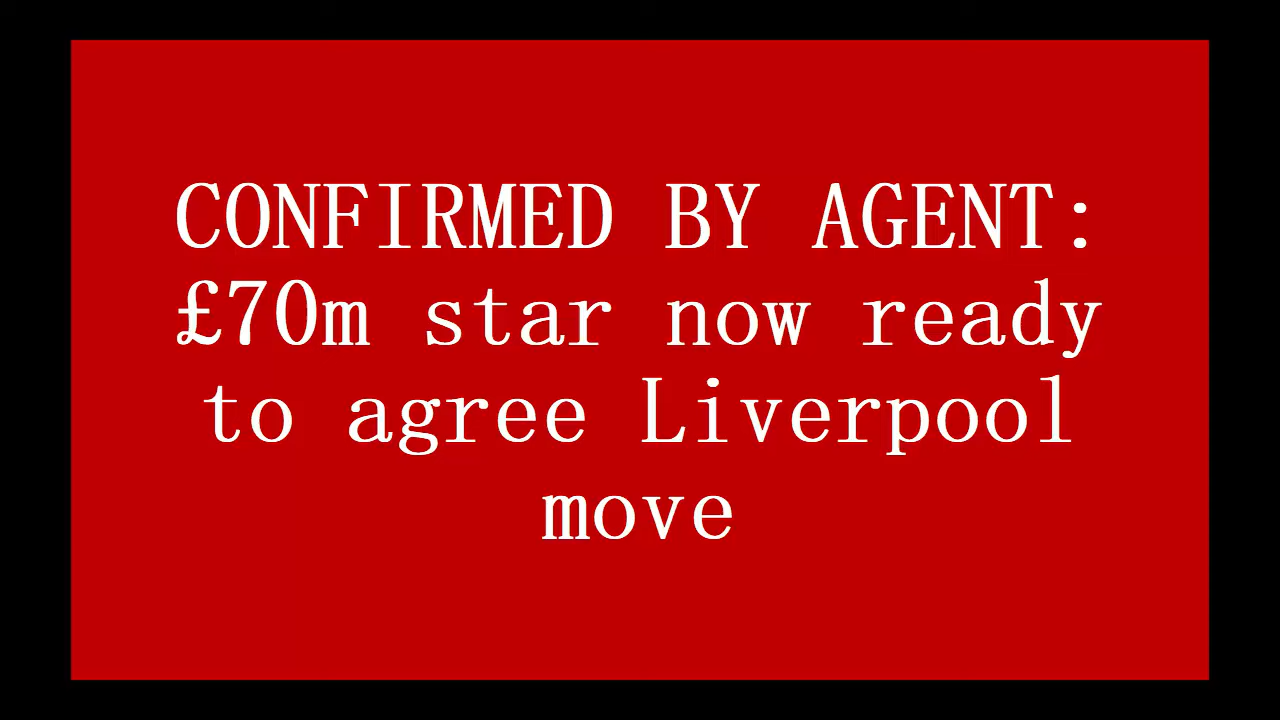 CONFIRMED BY AGENT:
£70m star now ready
to agree Liverpool
move